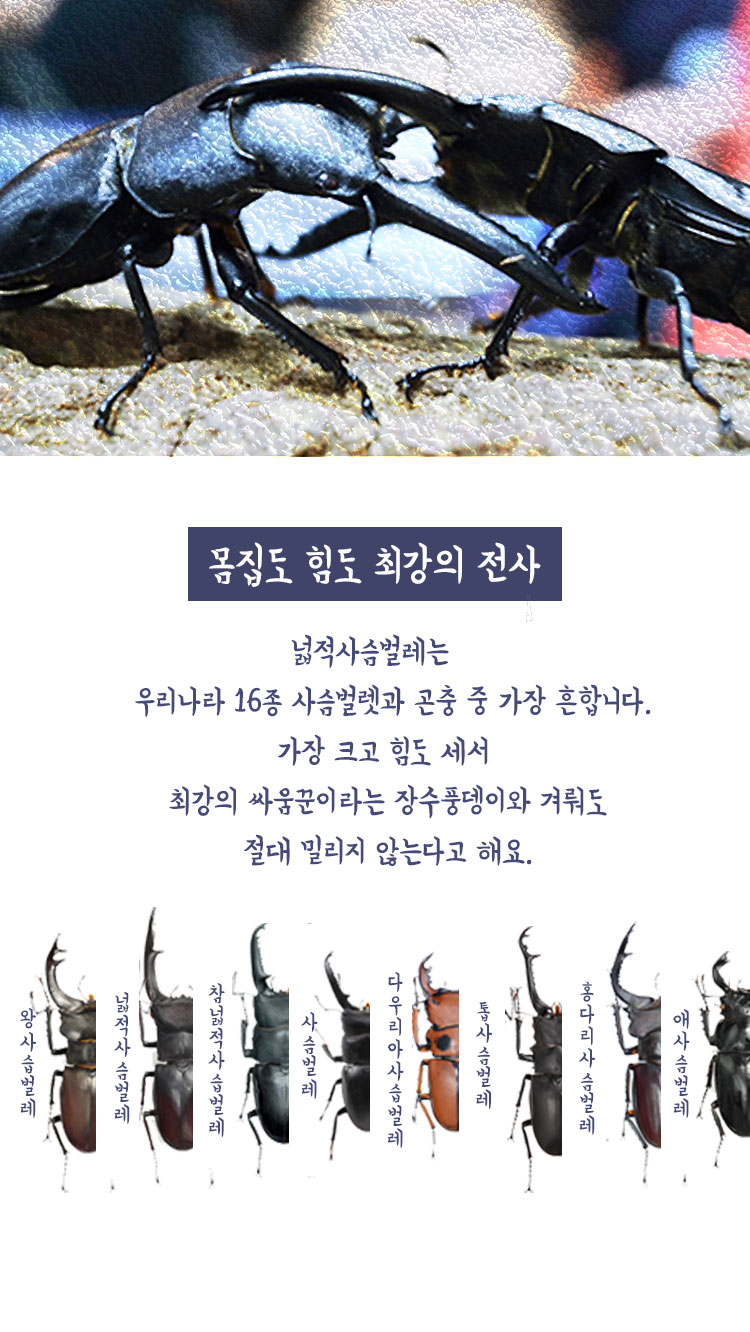 몸집도 힘도 최강의 전사
넓적사슴벌레는
우리나라 16종 사슴벌렛과 곤충 중 가장 흔합니다.
가장 크고 힘도 세서
최강의 싸움꾼이라는 장수풍뎅이와 겨뤄도
절대 밀리지 않는다고 해요.
왕사슴벌레
넓적사슴벌레
참넓적사슴벌레
사슴벌레
다우리아사슴벌레
톱사슴벌레
홍다리사슴벌레
애사슴벌레